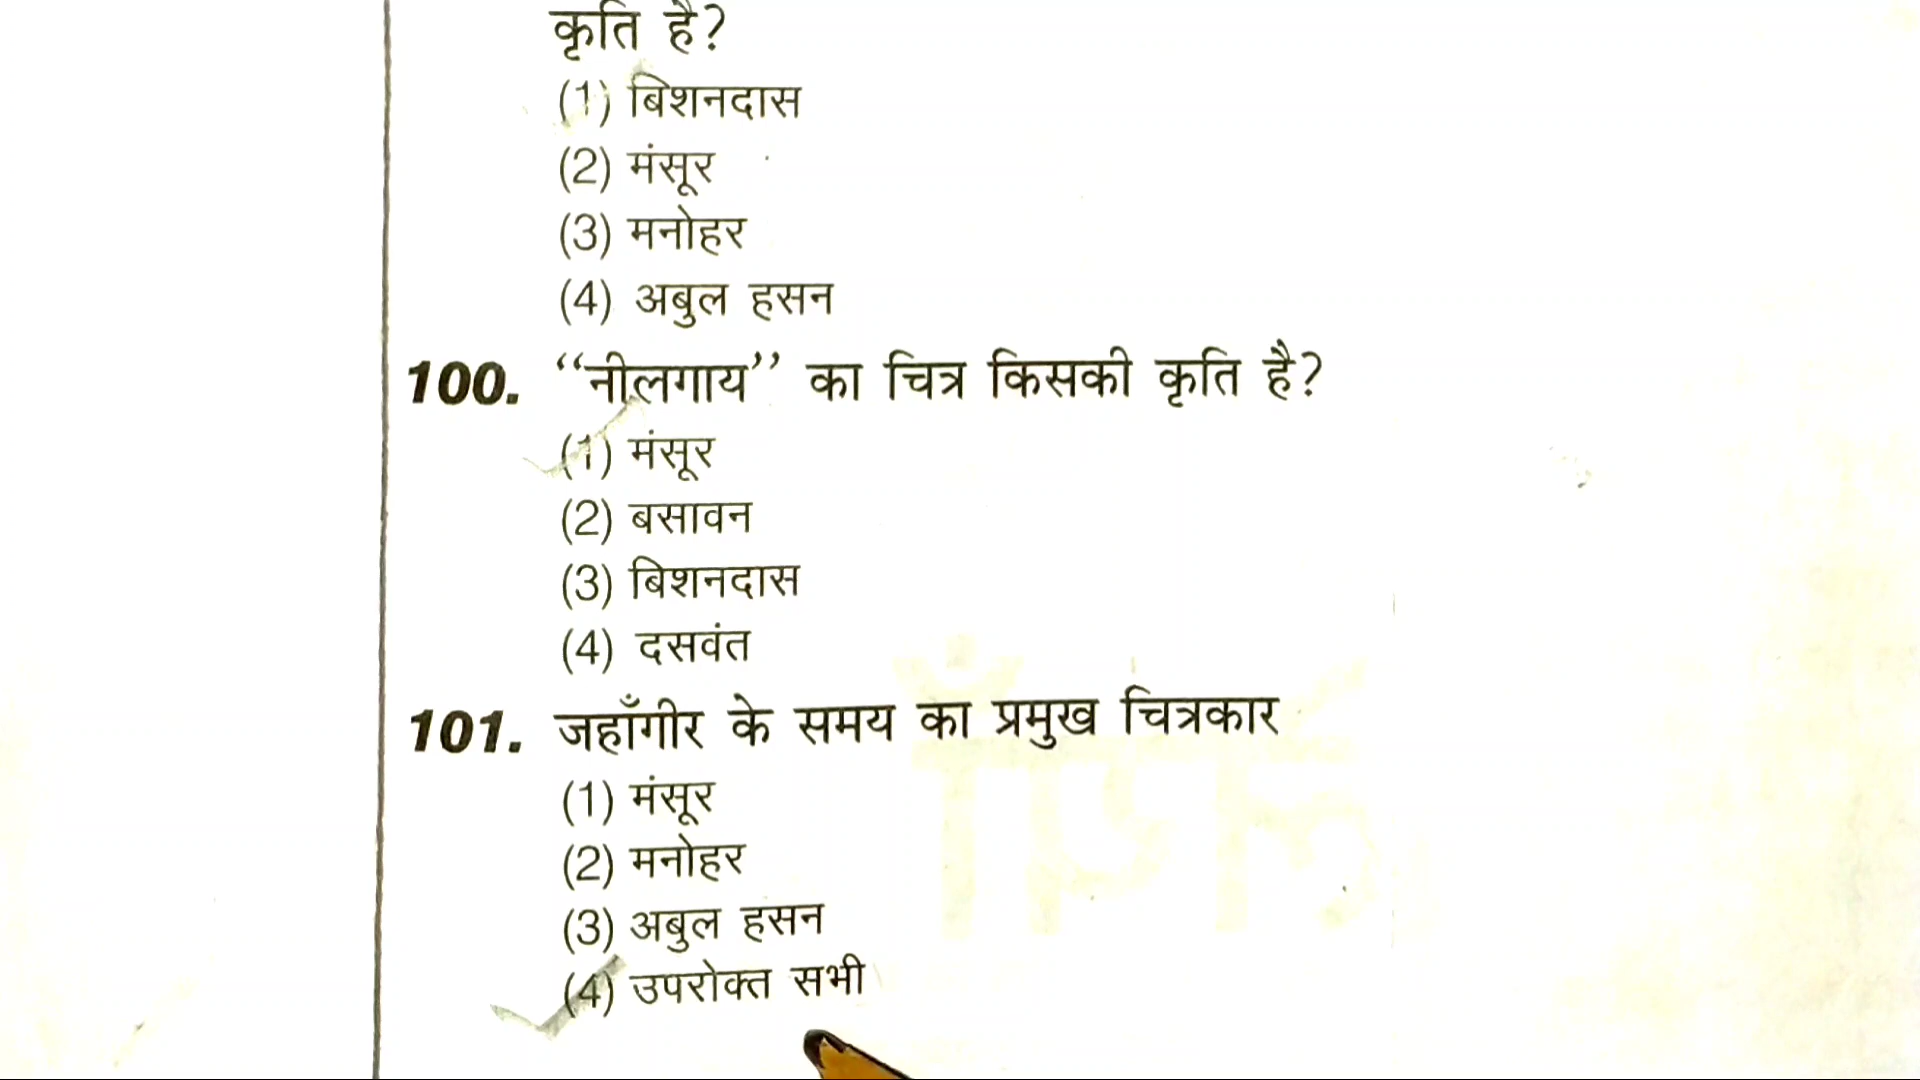 कृति है?
(1) बिशनदास
(2) मंसूर
(3) मनोहर
(4) अबुल हसन
100. “नीलगाय” का चित्र किसकी कृति है?
(1) मंसूर
(2) बसावन
(3) बिशनदास
(4) दसवंत
101. जहाँगीर के समय का प्रमुख चित्रकार
(1) मंसूर
(2) मनोहर
(3) अबुल हसन
(4) उपरोक्त सभी